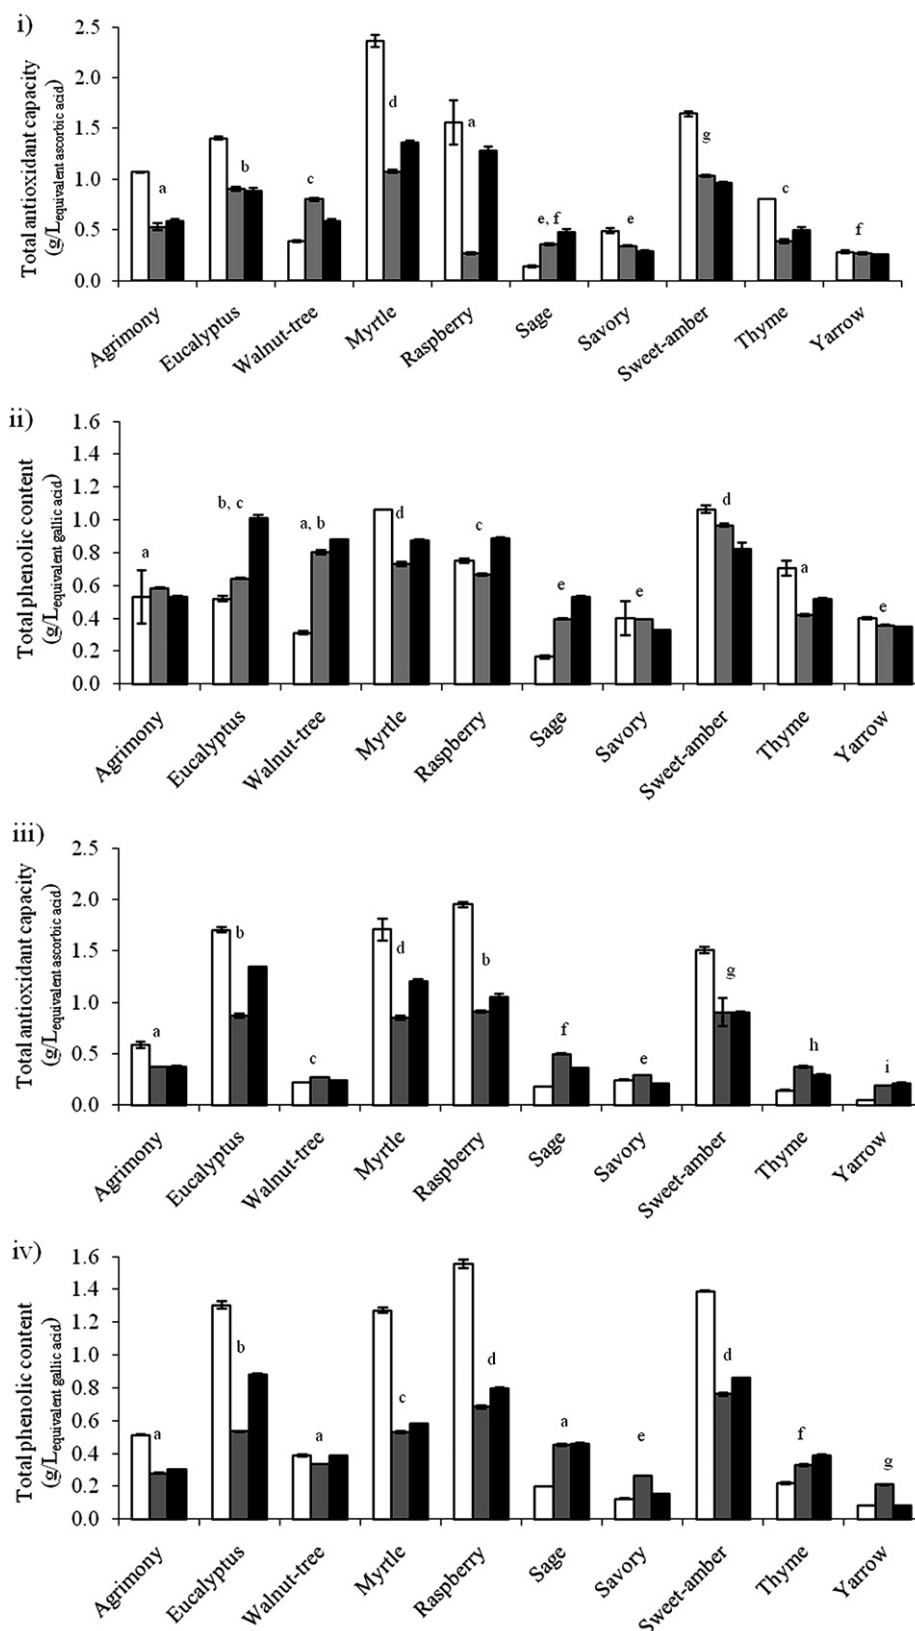 i)
Total antioxidant capacity
(g/Lequivalent ascorbic acid)
2.5
2.0
1.5
1.0
0.5
0.0
a
b
c
d
a
e, f
e
g
c
f
Agrimony
Eucalyptus
Walnut-tree
Myrtle
Raspberry
Sage
Savory
Sweet-amber
Thyme
Yarrow
ii)
Total phenolic content
(g/Lequivalent gallic acid)
1.6
1.4
1.2
1.0
0.8
0.6
0.4
0.2
0.0
a
b, c
a, b
d
c
e
e
d
a
e
Agrimony
Eucalyptus
Walnut-tree
Myrtle
Raspberry
Sage
Savory
Sweet-amber
Thyme
Yarrow
iii)
Total antioxidant capacity
(g/Lequivalent ascorbic acid)
2.5
2.0
1.5
1.0
0.5
0.0
a
b
c
d
b
f
e
g
h
i
Agrimony
Eucalyptus
Walnut-tree
Myrtle
Raspberry
Sage
Savory
Sweet-amber
Thyme
Yarrow
iv)
Total phenolic content
(g/Lequivalent gallic acid)
1.6
1.4
1.2
1.0
0.8
0.6
0.4
0.2
0.0
a
b
a
c
d
a
e
d
f
g
Agrimony
Eucalyptus
Walnut-tree
Myrtle
Raspberry
Sage
Savory
Sweet-amber
Thyme
Yarrow